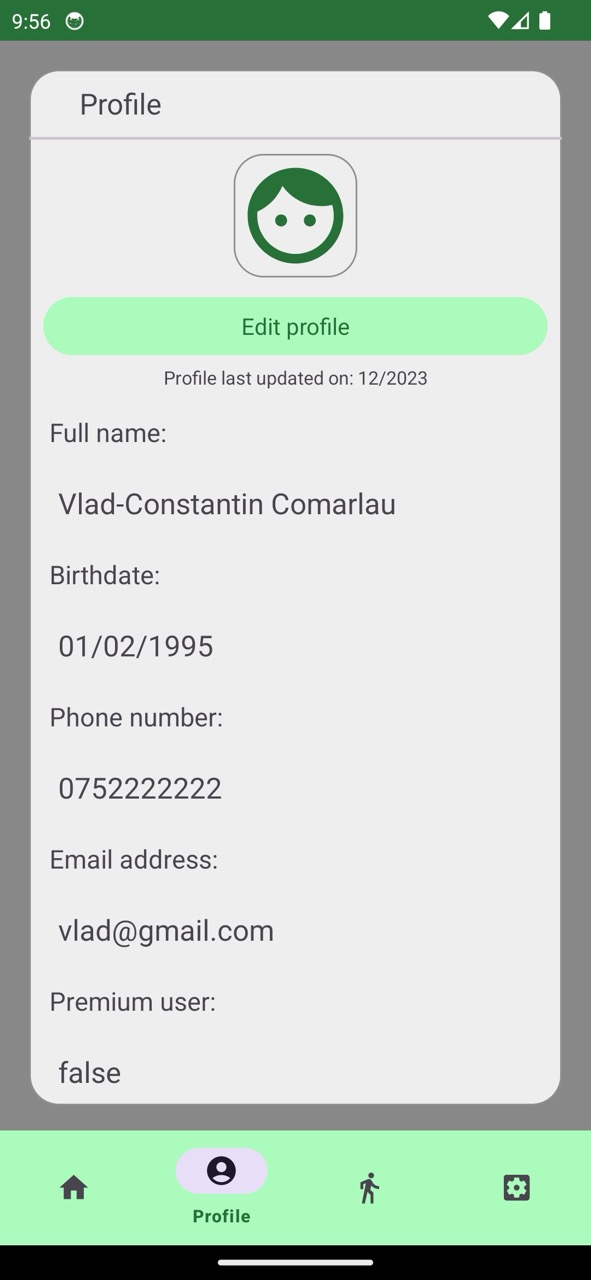 9:56
Profile
Edit profile
Profile last updated on: 12/2023
Full name:
Vlad-Constantin Comarlau
Birthdate:
01/02/1995
Phone number:
0752222222
Email address:
vlad@gmail.com
Premium user:
false
Profile